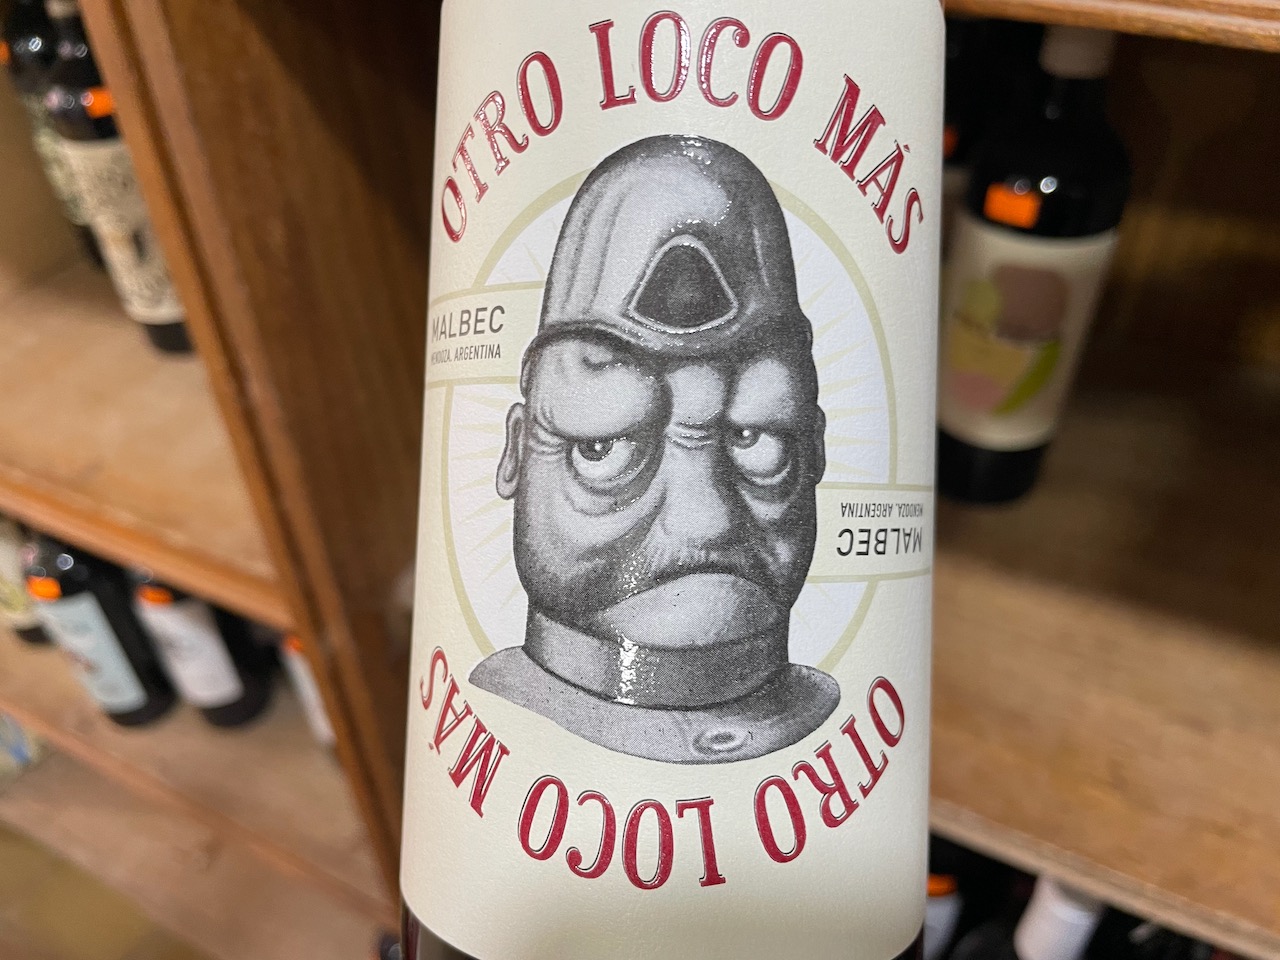 OTRO LOCO MÁS
MALBEC
MENDOZA, ARGENTINA
MALBEC
MENDOZA, ARGENTINA
OTRO LOCO MÁS